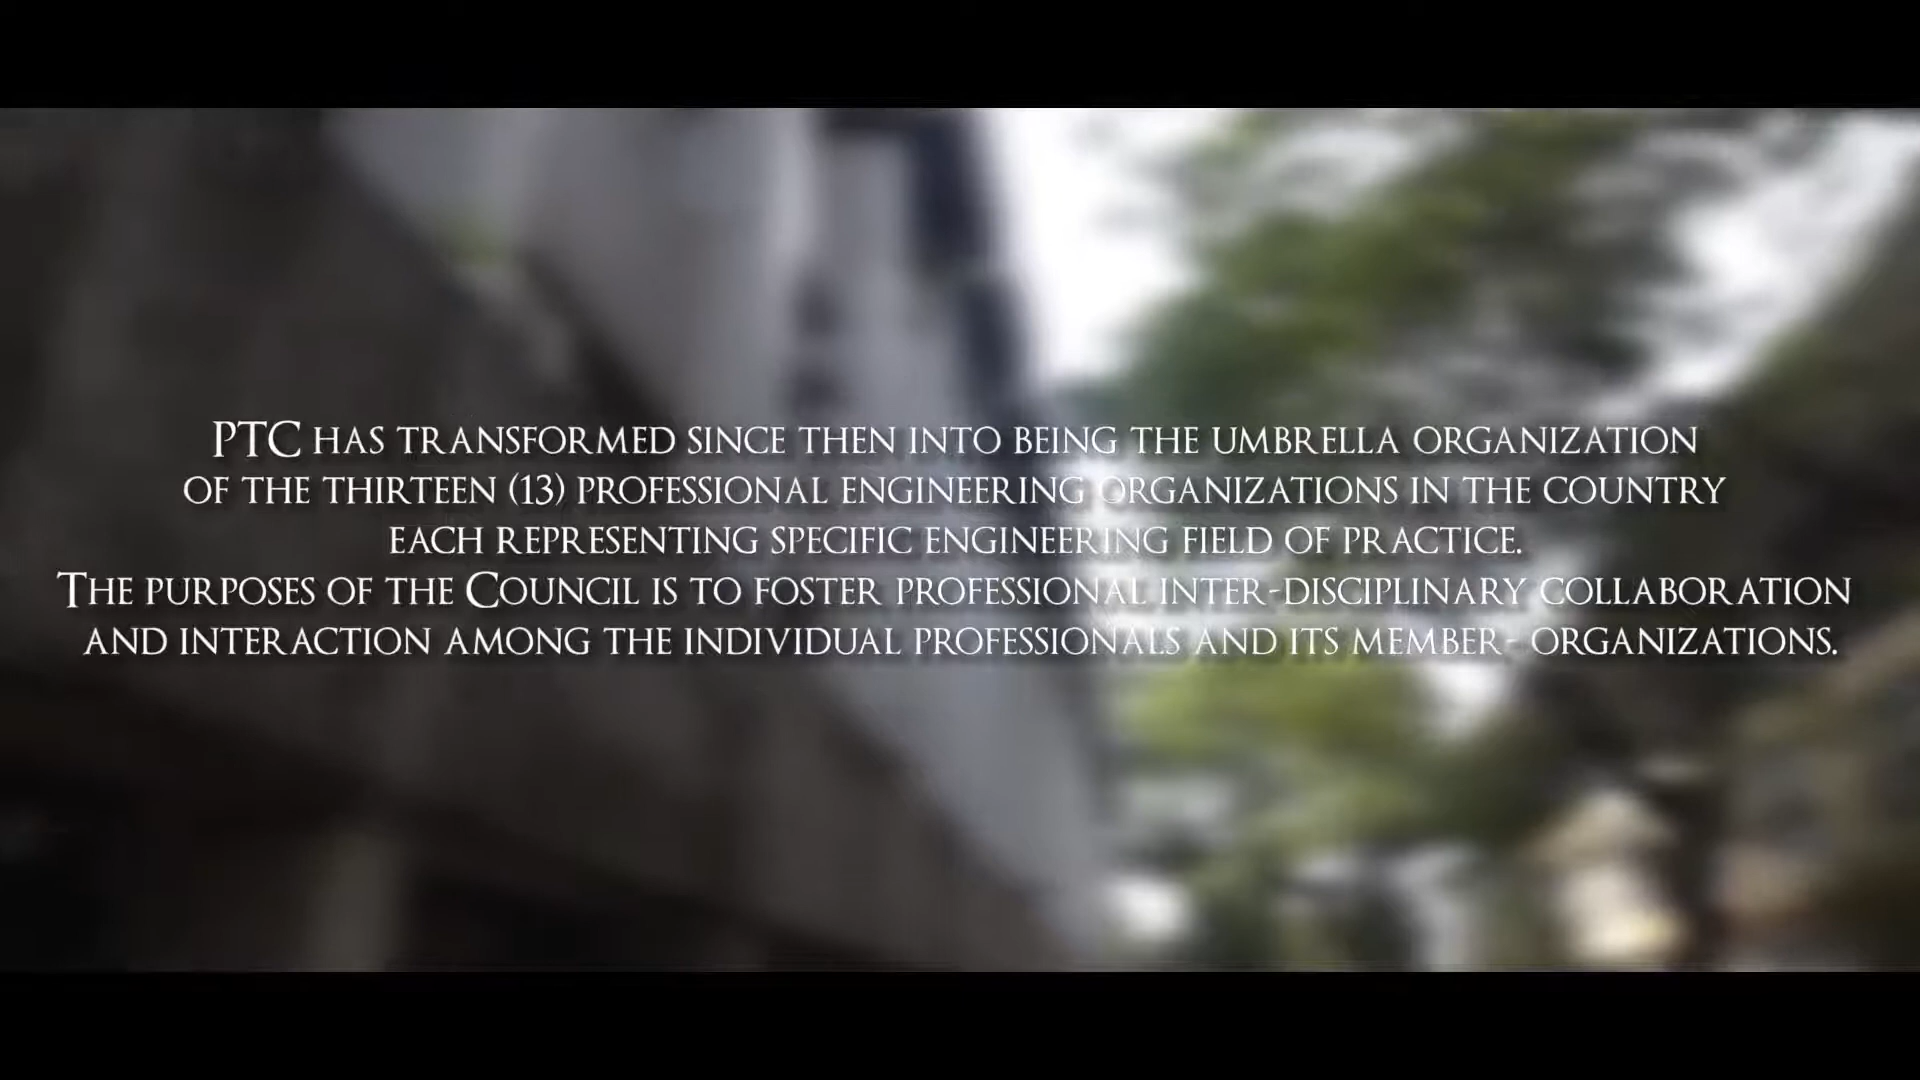 PTC HAS TRANSFORMED SINCE THEN INTO BEING THE UMBRELLA ORGANIZATION
OF THE THIRTEEN (13) PROFESSIONAL ENGINEERING ORGANIZATIONS IN THE COUNTRY
EACH REPRESENTING SPECIFIC ENGINEERING FIELD OF PRACTICE.
THE PURPOSES OF THE COUNCIL IS TO FOSTER PROFESSIONAL INTER-DISCIPLINARY COLLABORATION
AND INTERACTION AMONG THE INDIVIDUAL PROFESSIONALS AND ITS MEMBER- ORGANIZATIONS.